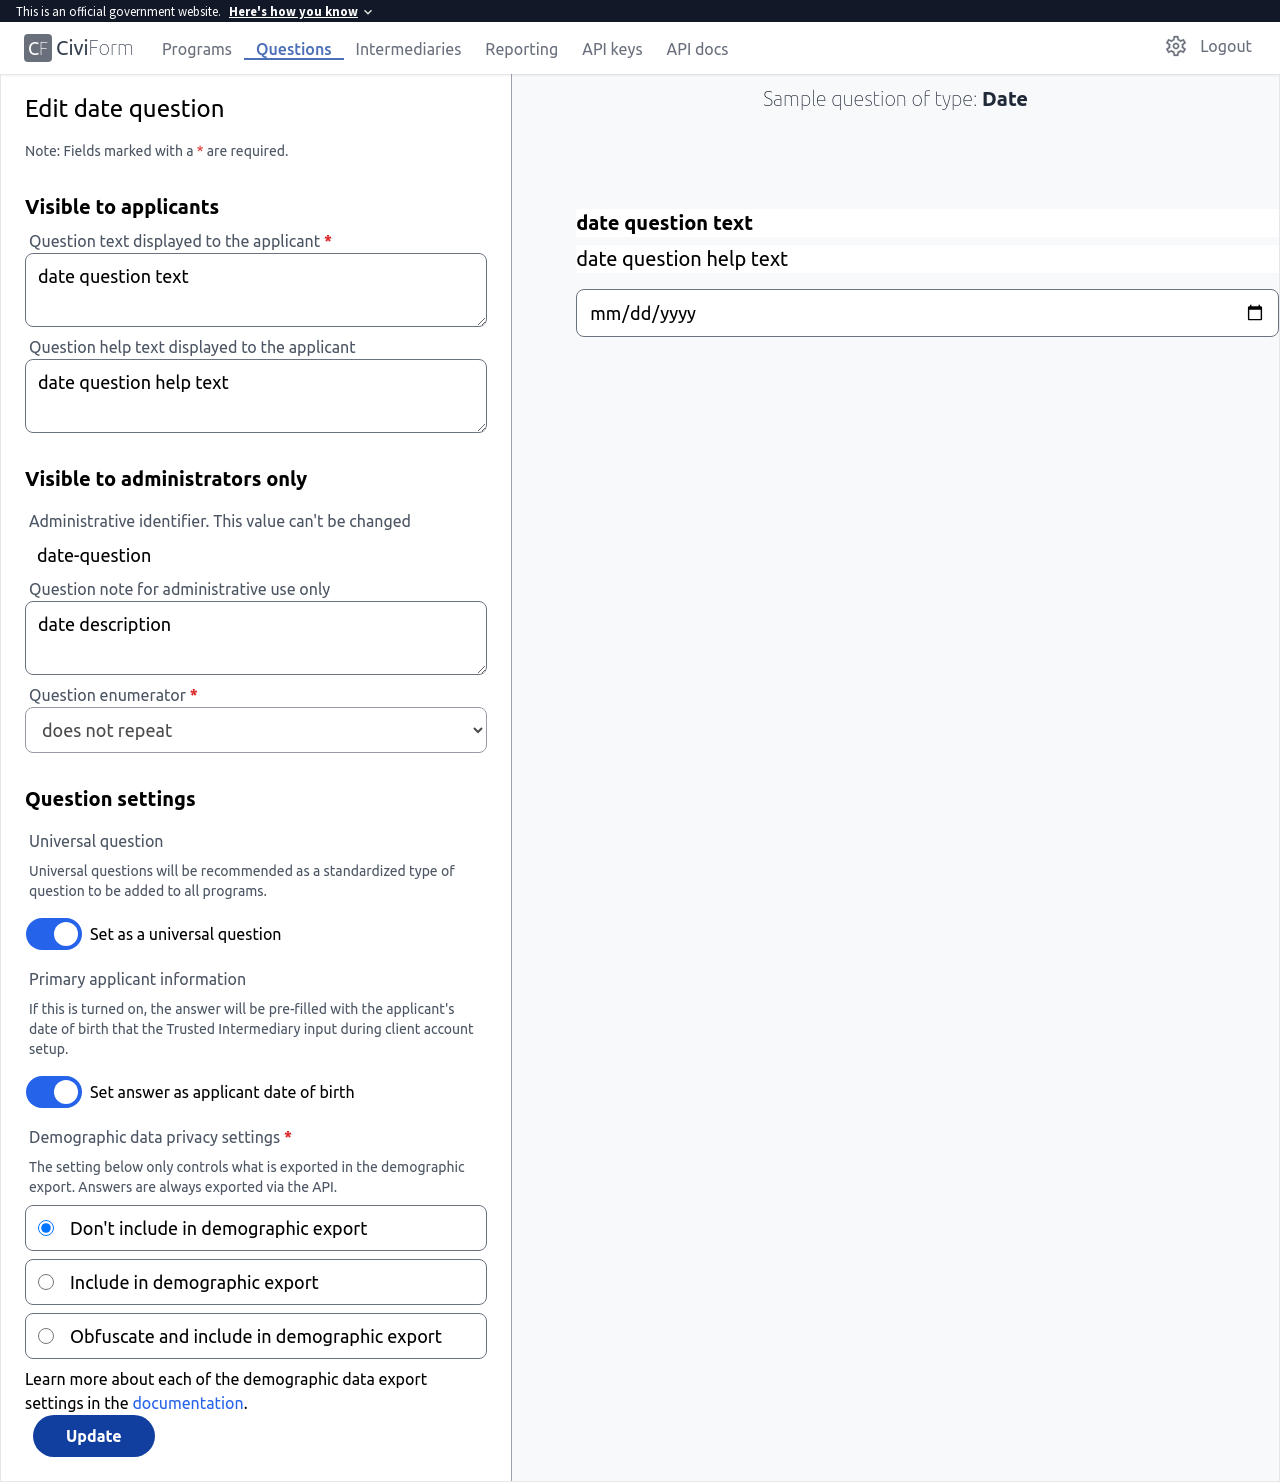 This is an official government website. Here's how you know
CF CiviForm Programs Questions Intermediaries Reporting API keys API docs Logout
Edit date question
Note: Fields marked with a * are required.
Visible to applicants
Question text displayed to the applicant *
date question text
Question help text displayed to the applicant
date question help text
Visible to administrators only
Administrative identifier. This value can't be changed
date-question
Question note for administrative use only
date description
Question enumerator *
does not repeat
Question settings
Universal question
Universal questions will be recommended as a standardized type of
question to be added to all programs.
Set as a universal question
Primary applicant information
If this is turned on, the answer will be pre-filled with the applicant's
date of birth that the Trusted Intermediary input during client account
setup.
Set answer as applicant date of birth
Demographic data privacy settings *
The setting below only controls what is exported in the demographic
export. Answers are always exported via the API.
Don't include in demographic export
Include in demographic export
Obfuscate and include in demographic export
Learn more about each of the demographic data export
settings in the documentation.
Update
Sample question of type: Date
date question text
date question help text
mm/dd/yyyy